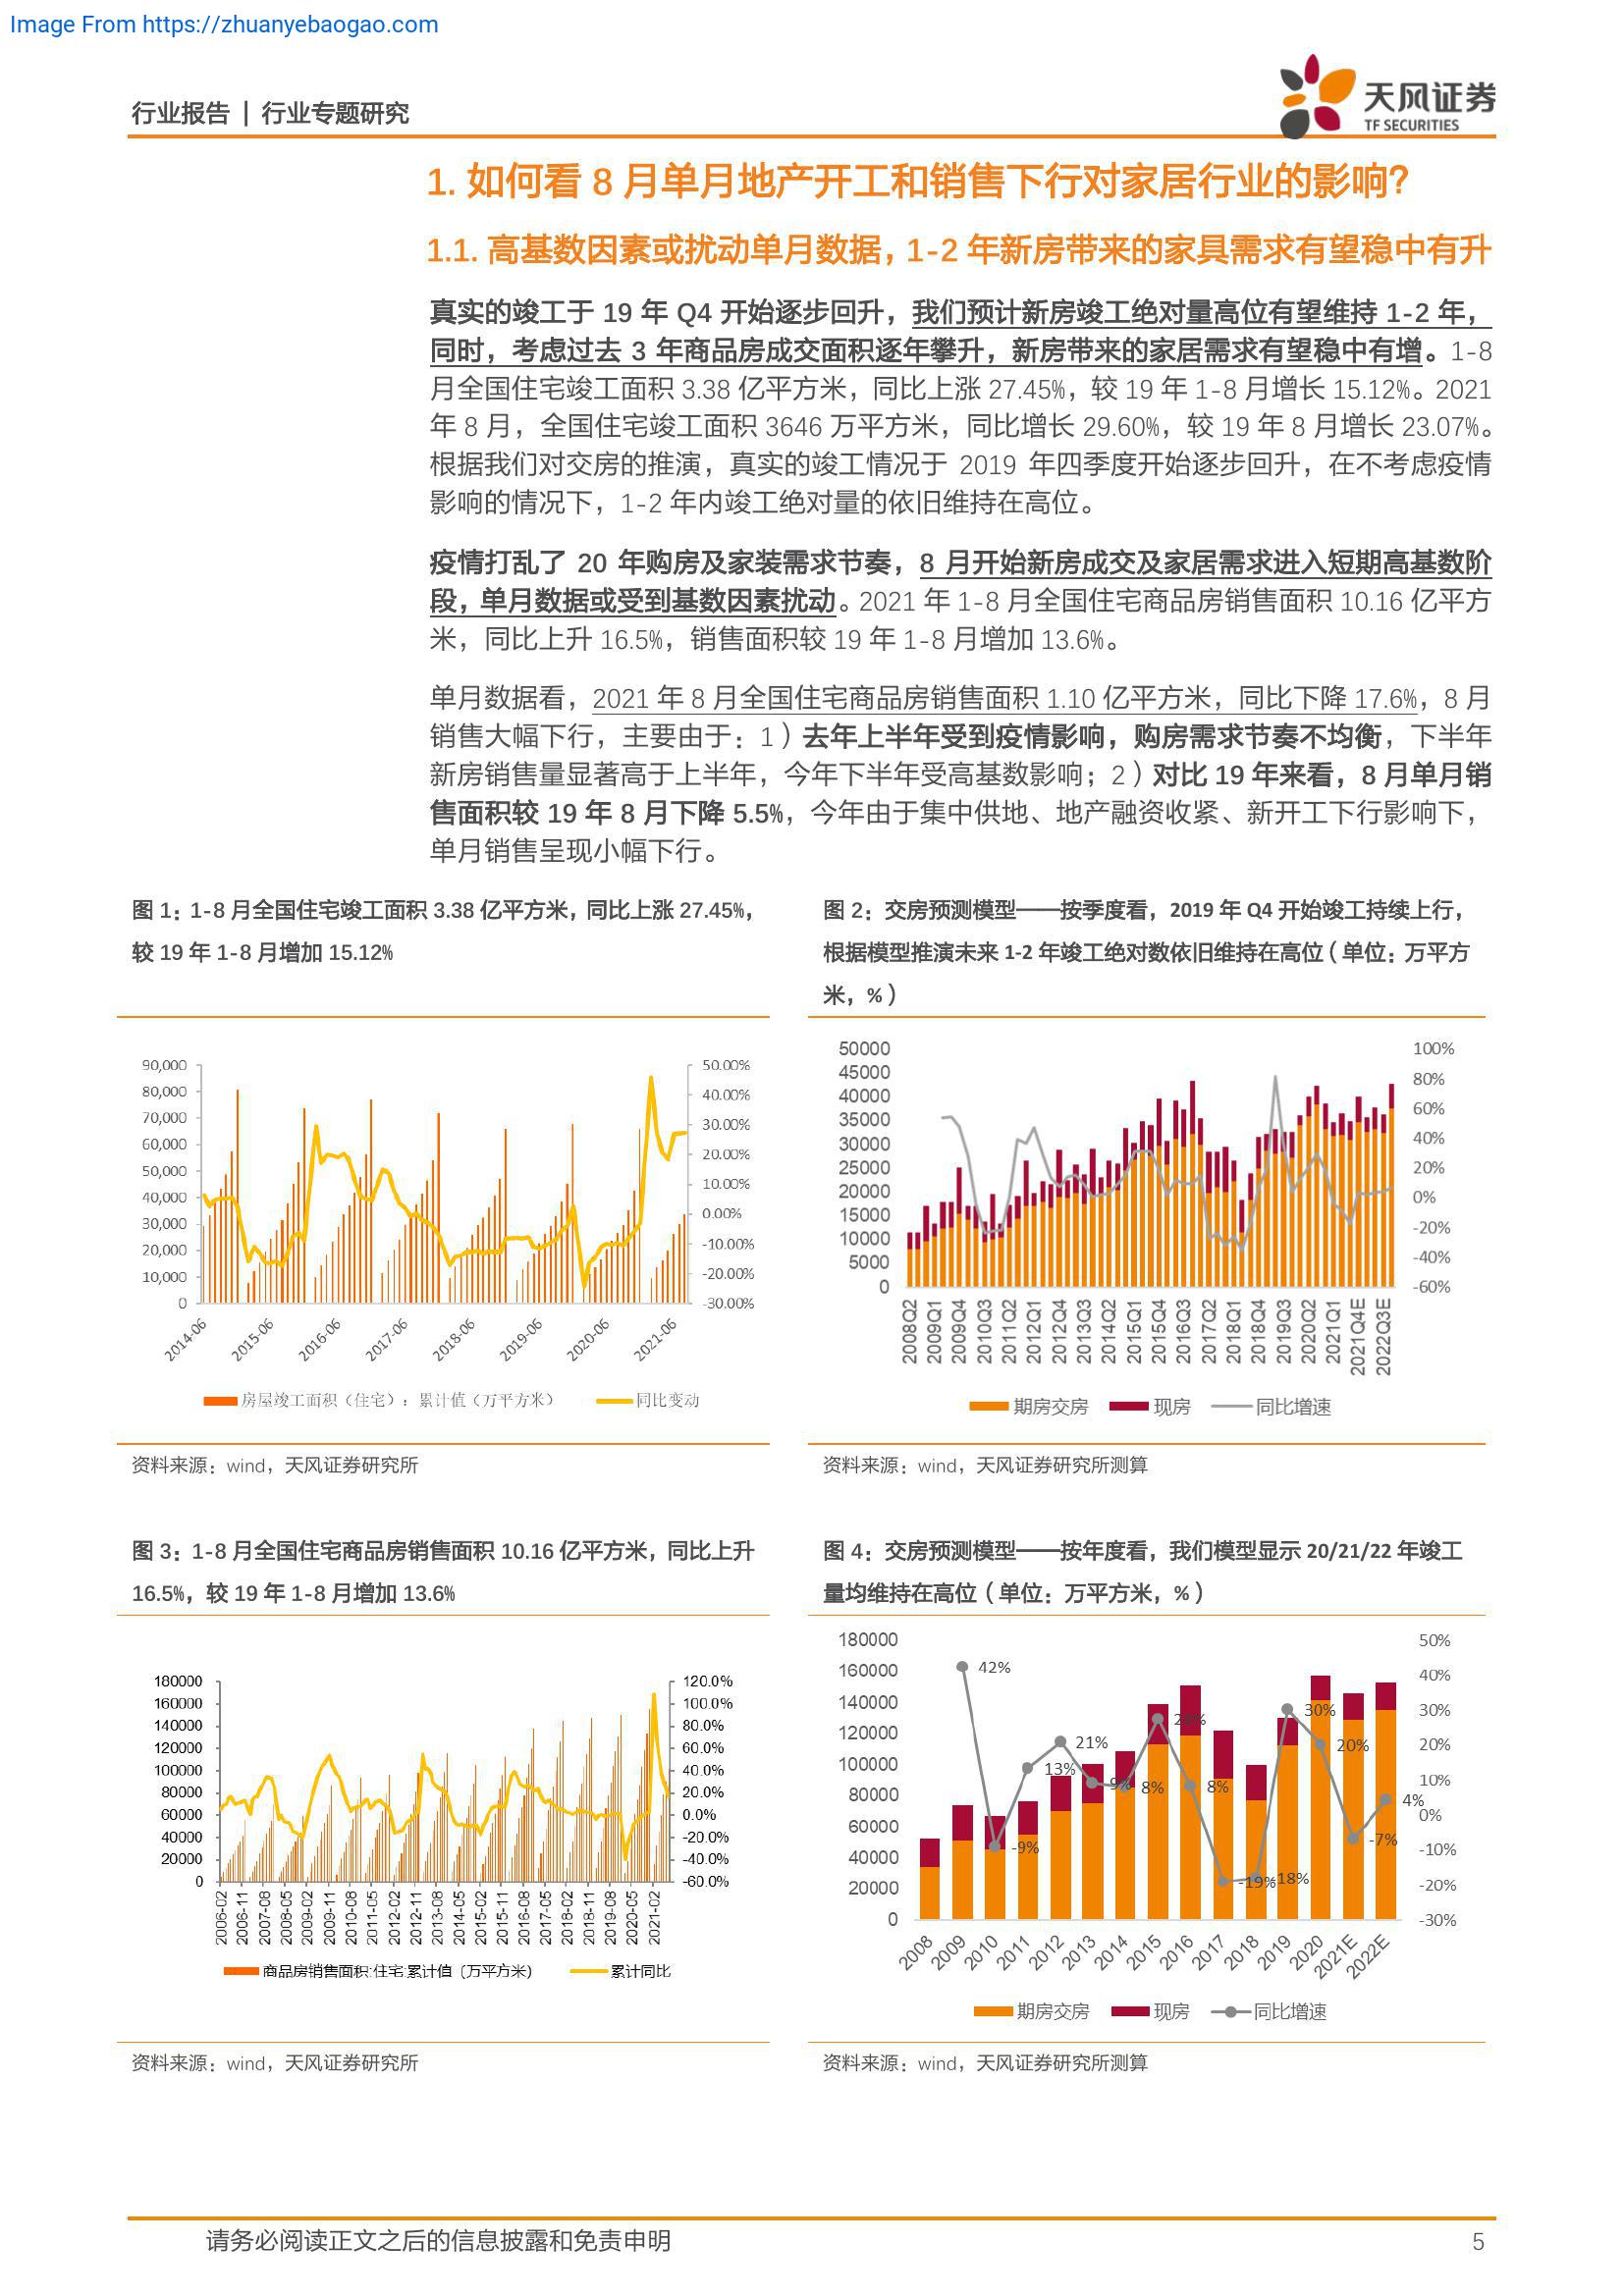 Image From https://zhuanyebaogao.com
行业报告 | 行业专题研究
天风证券
TF SECURITIES
1. 如何看 8 月单月地产开工和销售下行对家居行业的影响？
1.1. 高基数因素或扰动单月数据，1-2 年新房带来的家具需求有望稳中有升
真实的竣工于 19 年 Q4 开始逐步回升，我们预计新房竣工绝对量高位有望维持 1-2 年，
同时，考虑过去 3 年商品房成交面积逐年攀升，新房带来的家居需求有望稳中有增。1-8
月全国住宅竣工面积 3.38 亿平方米，同比上涨 27.45%，较 19 年 1-8 月增长 15.12%。2021
年 8 月，全国住宅竣工面积 3646 万平方米，同比增长 29.60%，较 19 年 8 月增长 23.07%。
根据我们对交房的推演，真实的竣工情况于 2019 年四季度开始逐步回升，在不考虑疫情
影响的情况下，1-2 年内竣工绝对量的依旧维持在高位。
疫情打乱了 20 年购房及家装需求节奏，8 月开始新房成交及家居需求进入短期高基数阶
段，单月数据或受到基数因素扰动。2021 年 1-8 月全国住宅商品房销售面积 10.16 亿平方
米，同比上升 16.5%，销售面积较 19 年 1-8 月增加 13.6%。
单月数据看，2021 年 8 月全国住宅商品房销售面积 1.10 亿平方米，同比下降 17.6%，8 月
销售大幅下行，主要由于：1）去年上半年受到疫情影响，购房需求节奏不均衡，下半年
新房销售量显著高于上半年，今年下半年受高基数影响；2）对比 19 年来看，8 月单月销
售面积较 19 年 8 月下降 5.5%，今年由于集中供地、地产融资收紧、新开工下行影响下，
单月销售呈现小幅下行。
图 1：1-8 月全国住宅竣工面积 3.38 亿平方米，同比上涨 27.45%，
较 19 年 1-8 月增加 15.12%
90,000
80,000
70,000
60,000
50,000
40,000
30,000
20,000
10,000
0
50.00%
40.00%
30.00%
20.00%
10.00%
0.00%
-10.00%
-20.00%
-30.00%
2014-06 2015-06 2016-06 2017-06 2018-06 2019-06 2020-06 2021-06
房屋竣工面积（住宅）：累计值（万平方米） 同比变动
资料来源：wind，天风证券研究所
图 2：交房预测模型——按季度看，2019 年 Q4 开始竣工持续上行，
根据模型推演未来 1-2 年竣工绝对数依旧维持在高位（单位：万平方
米，%）
50000
45000
40000
35000
30000
25000
20000
15000
10000
5000
0
100%
80%
60%
40%
20%
0%
-20%
-40%
-60%
2008Q2 2009Q1 2009Q4 2010Q3 2011Q2 2012Q1 2012Q4 2013Q3 2014Q2 2015Q1 2015Q4 2016Q3 2017Q2 2018Q1 2018Q4 2019Q3 2020Q2 2021Q1 2021Q4E 2022Q3E
期房交房 现房 同比增速
资料来源：wind，天风证券研究所测算
图 3：1-8 月全国住宅商品房销售面积 10.16 亿平方米，同比上升
16.5%，较 19 年 1-8 月增加 13.6%
180000
160000
140000
120000
100000
80000
60000
40000
20000
0
120.0%
100.0%
80.0%
60.0%
40.0%
20.0%
0.0%
-20.0%
-40.0%
-60.0%
2006-02 2006-11 2007-08 2008-05 2009-02 2009-11 2010-08 2011-05 2012-02 2012-11 2013-08 2014-05 2015-02 2015-11 2016-08 2017-05 2018-02 2018-11 2019-08 2020-05 2021-02
商品房销售面积:住宅:累计值（万平方米） 累计同比
资料来源：wind，天风证券研究所
图 4：交房预测模型——按年度看，我们模型显示 20/21/22 年竣工
量均维持在高位（单位：万平方米，%）
180000
160000
140000
120000
100000
80000
60000
40000
20000
0
50%
40%
30%
20%
10%
0%
-10%
-20%
-30%
42% -9% 13% 21% 9% 8% 8% -19% -18% 30% 20% -7% 4%
2008 2009 2010 2011 2012 2013 2014 2015 2016 2017 2018 2019 2020 2021E 2022E
期房交房 现房 同比增速
资料来源：wind，天风证券研究所测算
请务必阅读正文之后的信息披露和免责申明
5